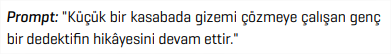 Prompt: "Küçük bir kasabada gizemi çözmeye çalışan genç
bir dedektifin hikâyesini devam ettir."